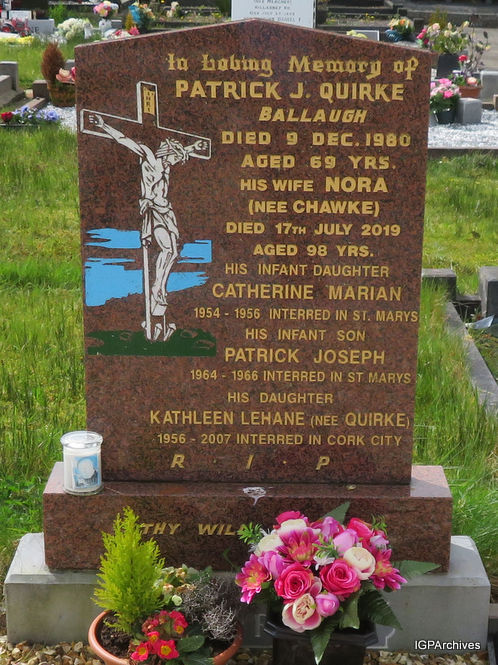 In Loving Memory of
PATRICK J. QUIRKE
BALLAUGH
DIED 9 DEC. 1980
AGED 69 YRS.
HIS WIFE NORA
(NEE CHAWKE)
DIED 17TH JULY 2019
AGED 98 YRS.
HIS INFANT DAUGHTER
CATHERINE MARIAN
1954 - 1956 INTERRED IN ST. MARYS
HIS INFANT SON
PATRICK JOSEPH
1964 - 1966 INTERRED IN ST MARYS
HIS DAUGHTER
KATHLEEN LEHANE (NEE QUIRKE)
1956 - 2007 INTERRED IN CORK CITY
R . I . P
THY WIL
IGPArchives